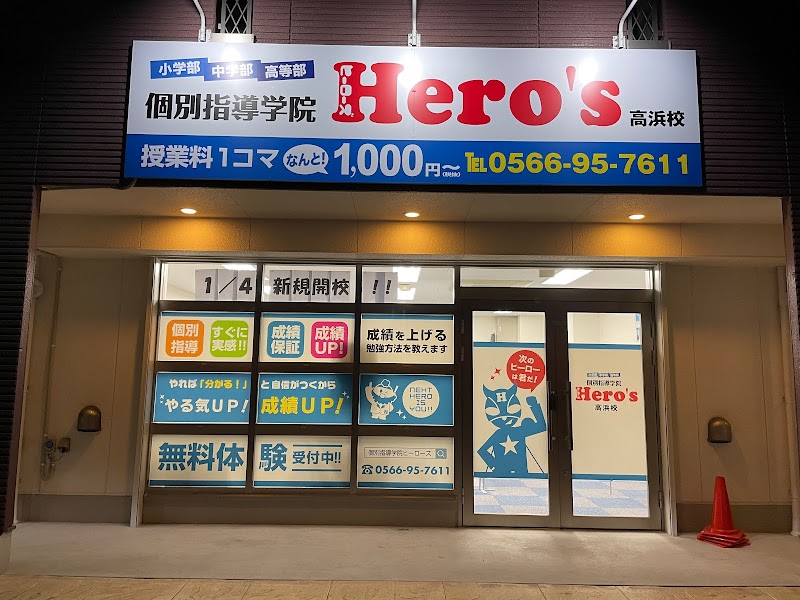 小学部 中学部 高等部
個別指導学院 Hero's 高浜校
ヒーローズ
授業料1コマ なんと! 1,000円～(税抜) TEL 0566-95-7611
1/4 新規開校 !!
個別指導 すぐに実感!!
成績保証 成績UP!
成績を上げる
勉強方法を教えます
やれば「分かる!」と自信がつくから
やる気UP! 成績UP!
NEXT
HERO
IS
YOU!!
無料体験 受付中!!
個別指導学院ヒーローズ
☎0566-95-7611
次の
ヒーローは
君だ!
H
個別指導学院
Hero's
高浜校